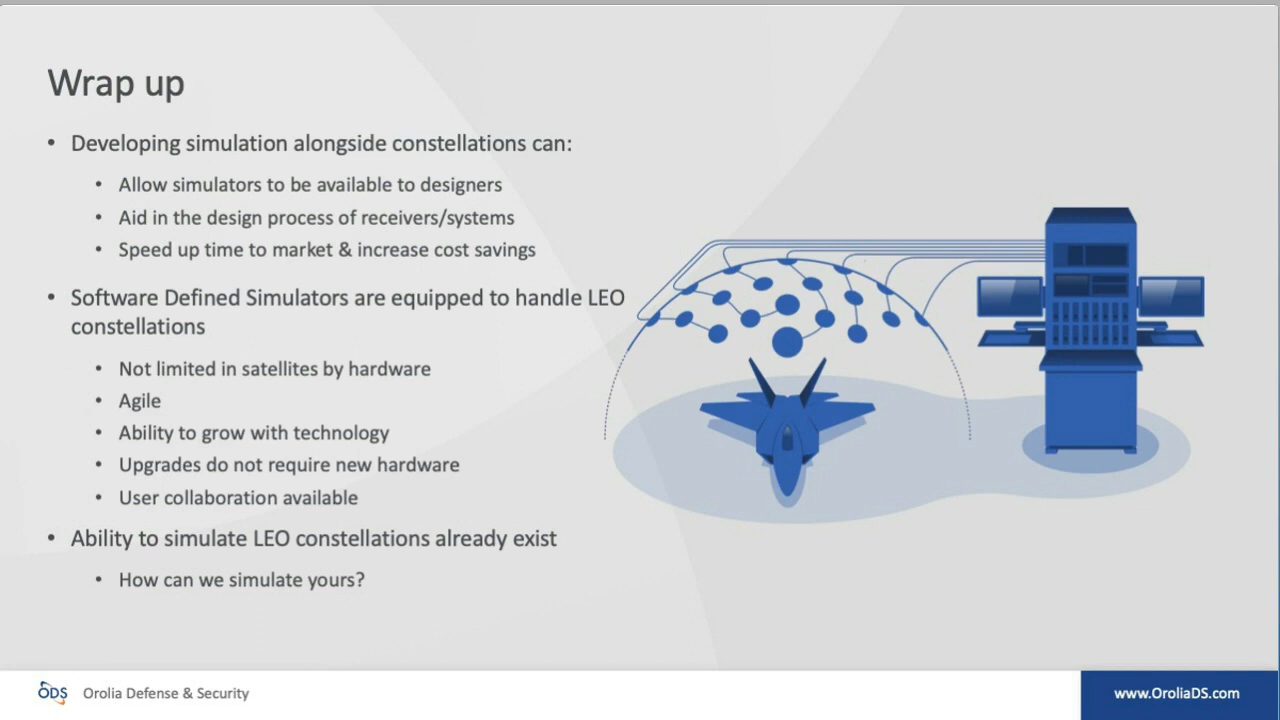 Wrap up
• Developing simulation alongside constellations can:
• Allow simulators to be available to designers
• Aid in the design process of receivers/systems
• Speed up time to market & increase cost savings
• Software Defined Simulators are equipped to handle LEO
constellations
• Not limited in satellites by hardware
• Agile
• Ability to grow with technology
• Upgrades do not require new hardware
• User collaboration available
• Ability to simulate LEO constellations already exist
• How can we simulate yours?
ODS Orolia Defense & Security
www.OroliaDS.com